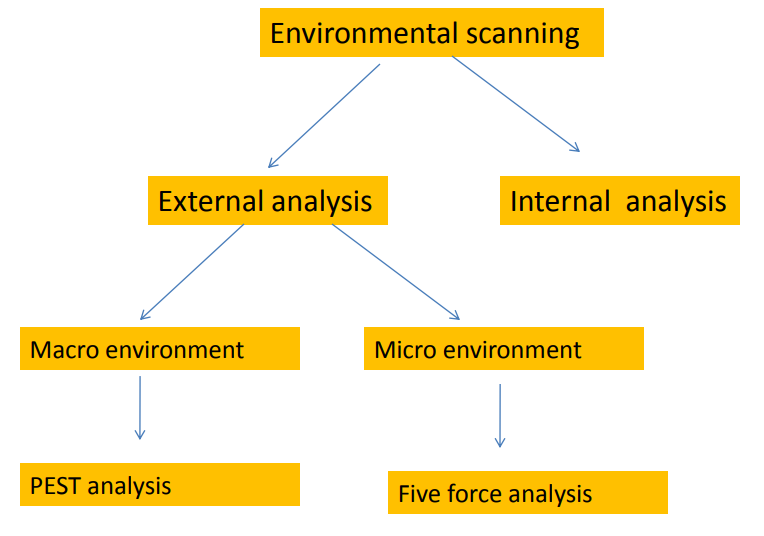 Environmental scanning
External analysis
Internal  analysis
Macro environment
Micro environment
PEST analysis
Five force analysis